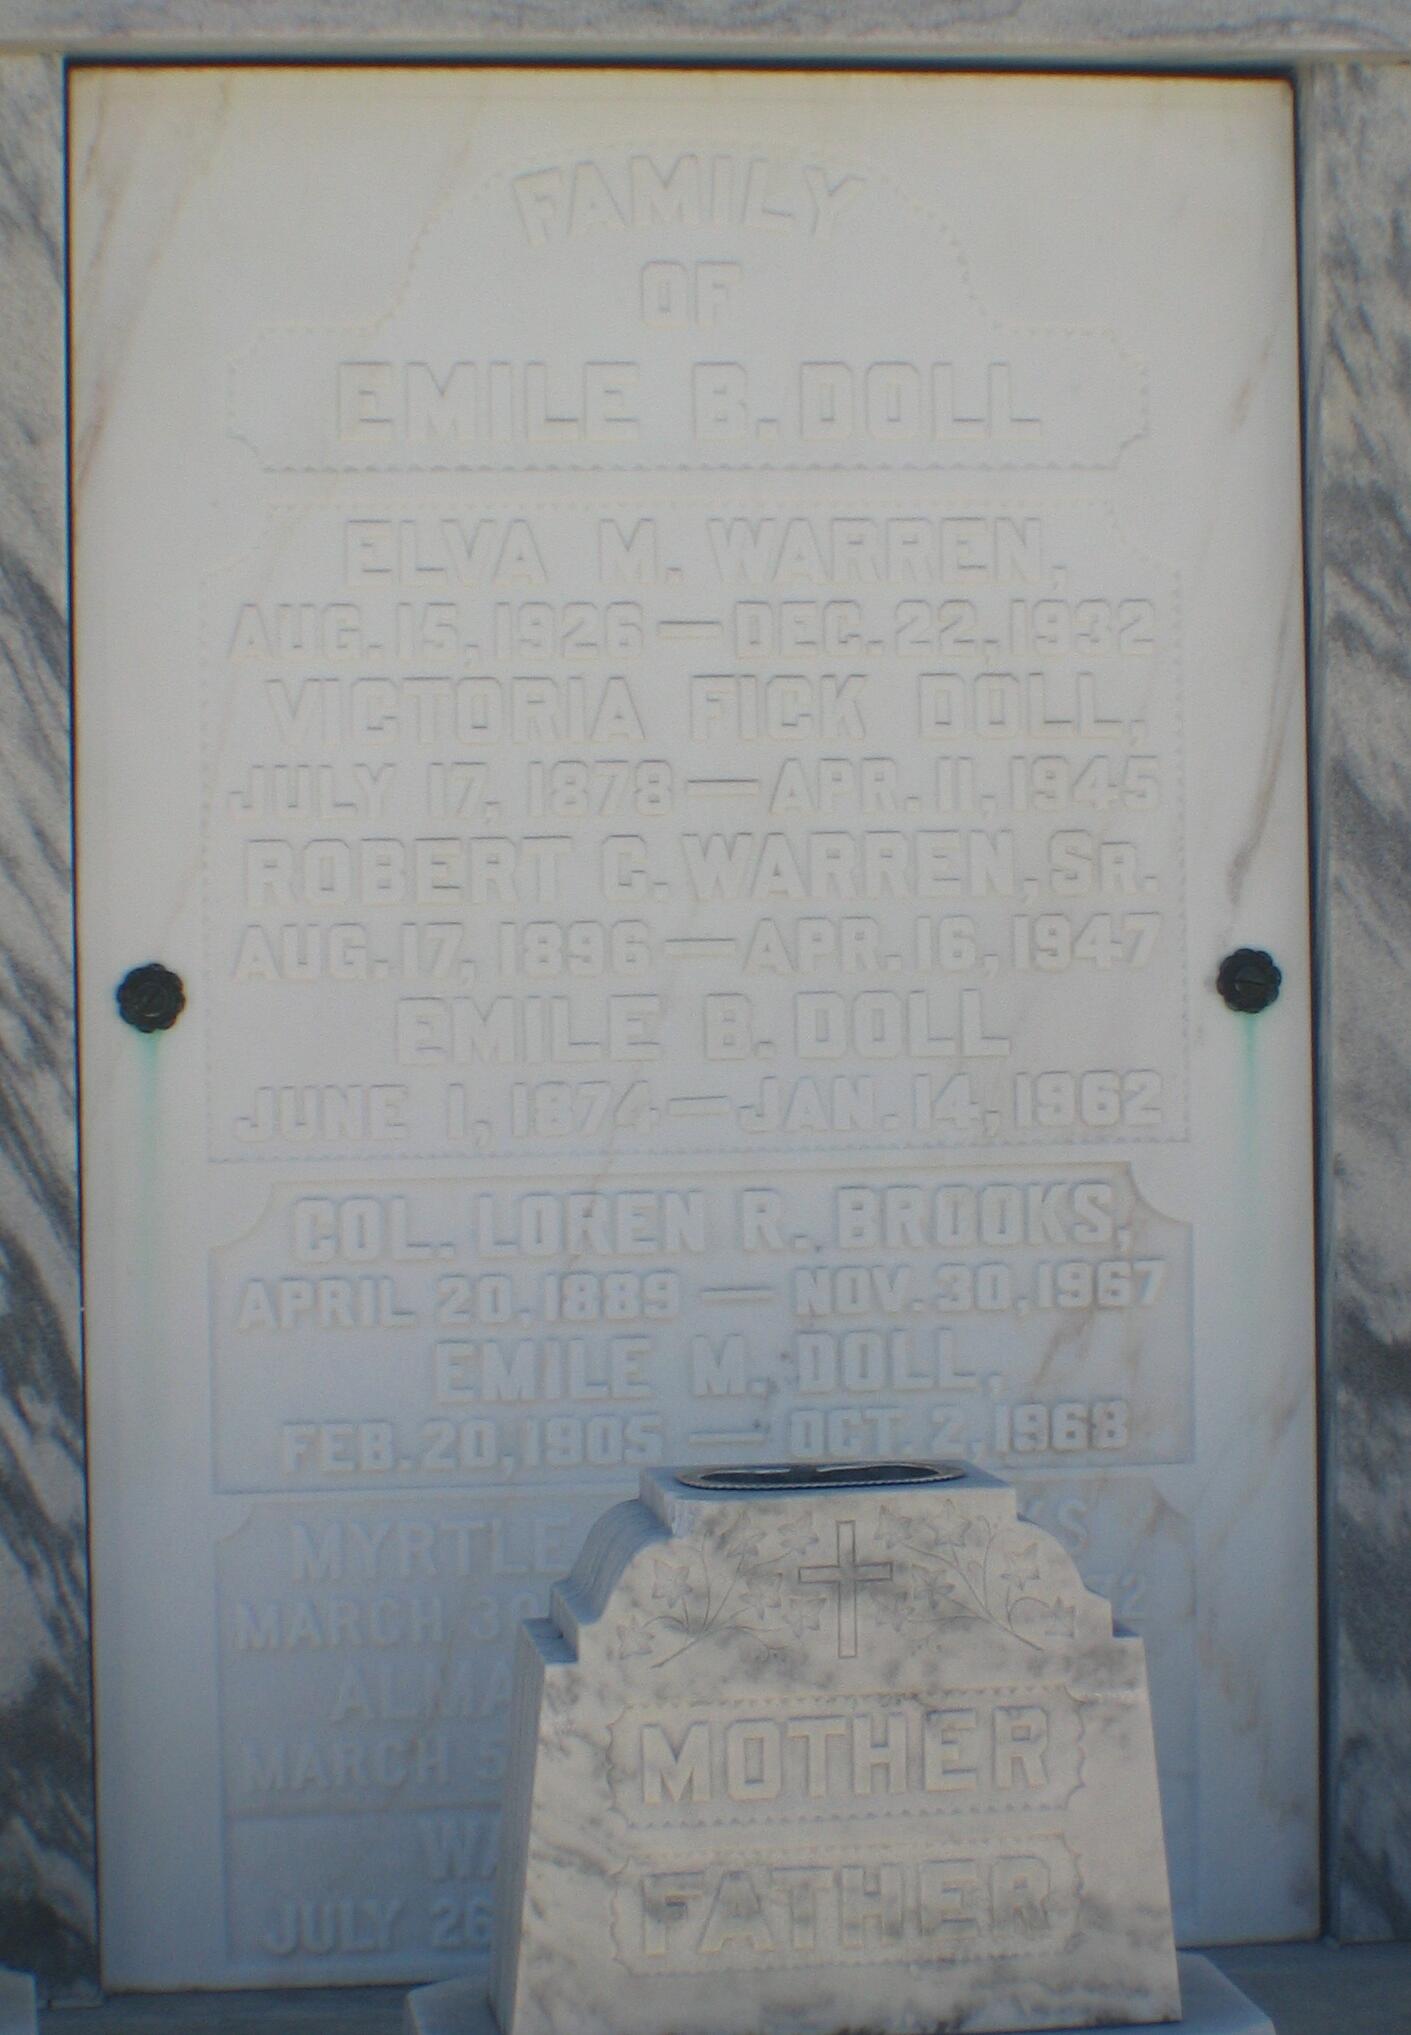 FAMILY
OF
EMILE B. DOLL
ELVA M. WARREN,
AUG. 15, 1926 — DEC. 22, 1932
VICTORIA FICK DOLL,
JULY 17, 1878 — APR. 11, 1945
ROBERT C. WARREN, SR.
AUG. 17, 1896 — APR. 16, 1947
EMILE B. DOLL
JUNE 1, 1874 — JAN. 14, 1962
COL. LOREN R. BROOKS,
APRIL 20, 1889 — NOV. 30, 1967
EMILE M. DOLL,
FEB. 20, 1905 — OCT. 2, 1968
MYRTLE
MARCH
ALMA
MARCH 5
JULY 26
MOTHER
FATHER